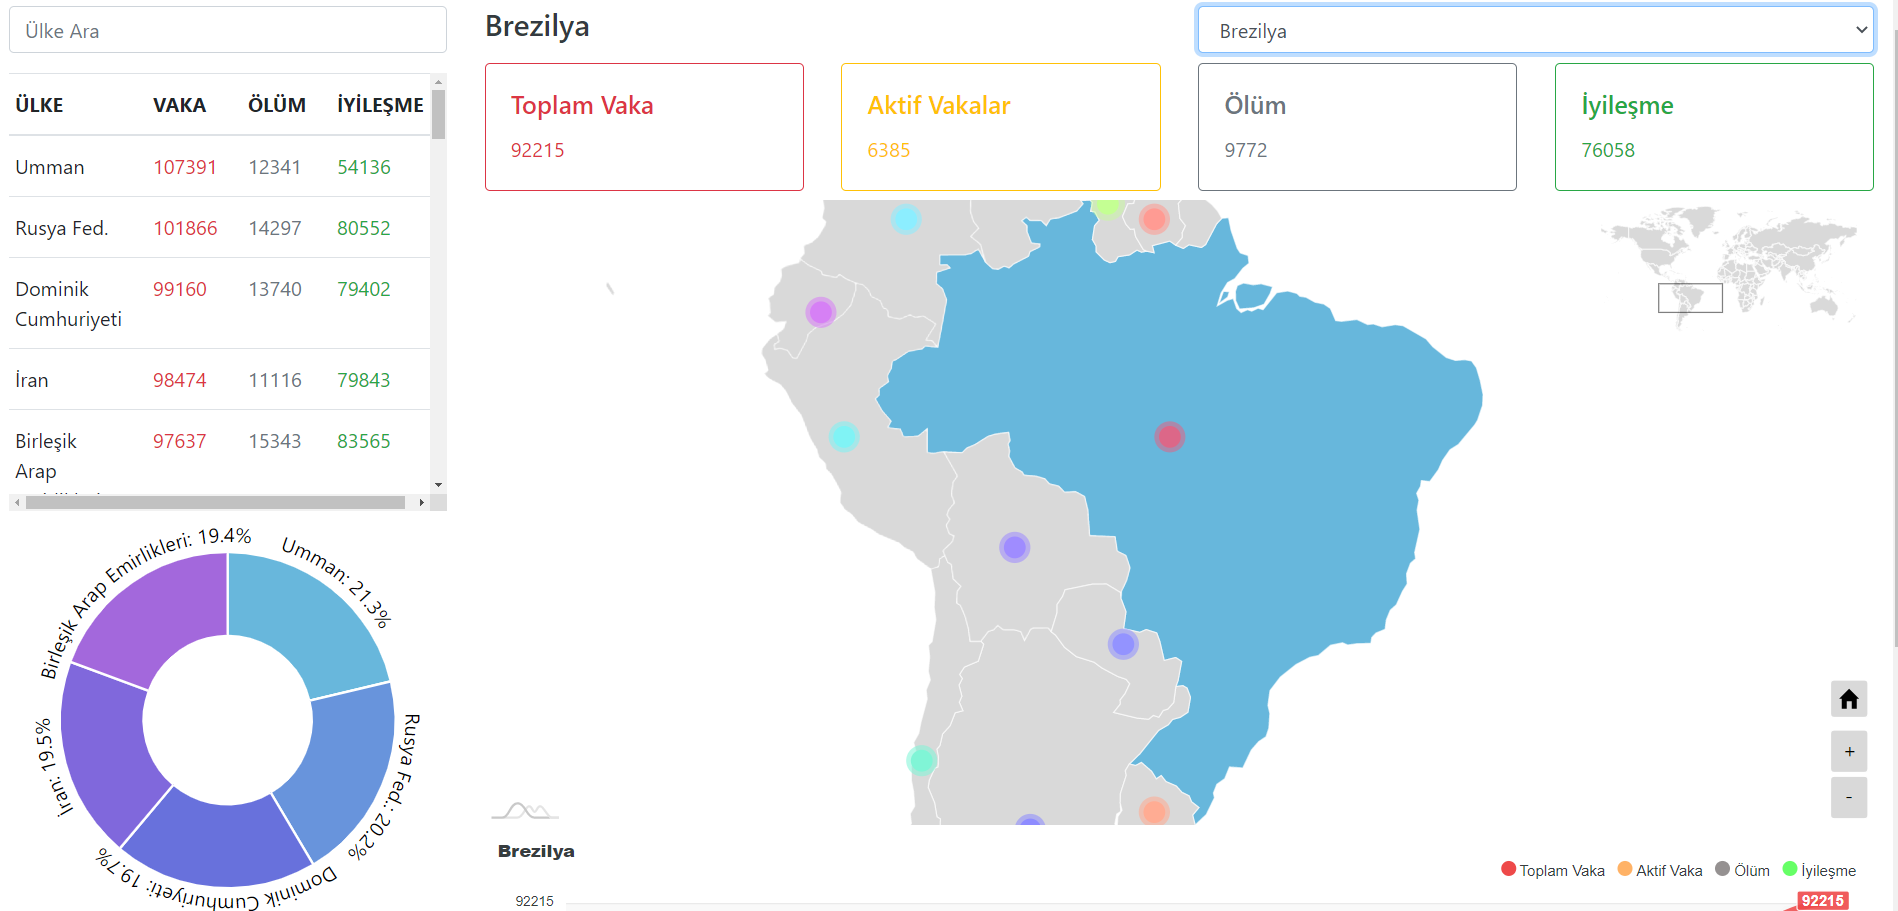 Ülke Ara
ÜLKE VAKA ÖLÜM İYİLEŞME
Umman 107391 12341 54136
Rusya Fed. 101866 14297 80552
Dominik
Cumhuriyeti 99160 13740 79402
İran 98474 11116 79843
Birleşik
Arap 97637 15343 83565
Umman: 21.3%
Rusya Fed.: 20.2%
Dominik Cumhuriyeti: 19.7%
İran: 19.5%
Birleşik Arap Emirlikleri: 19.4%
Brezilya
Brezilya
Toplam Vaka
92215
Aktif Vakalar
6385
Ölüm
9772
İyileşme
76058
+
-
Brezilya
Toplam Vaka Aktif Vaka Ölüm İyileşme
92215
92215